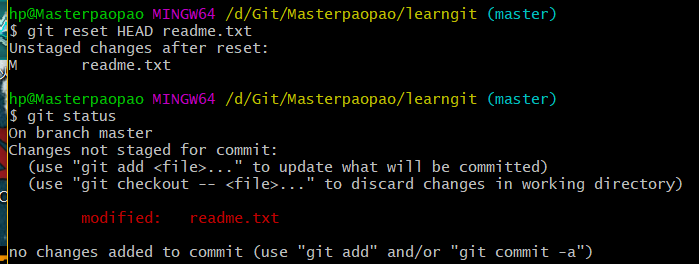 hp@Masterpaopao MINGW64 /d/Git/Masterpaopao/learngit (master)
$ git reset HEAD readme.txt
Unstaged changes after reset:
M       readme.txt
hp@Masterpaopao MINGW64 /d/Git/Masterpaopao/learngit (master)
$ git status
On branch master
Changes not staged for commit:
  (use "git add <file>..." to update what will be committed)
  (use "git checkout -- <file>..." to discard changes in working directory)
        modified:   readme.txt
no changes added to commit (use "git add" and/or "git commit -a")